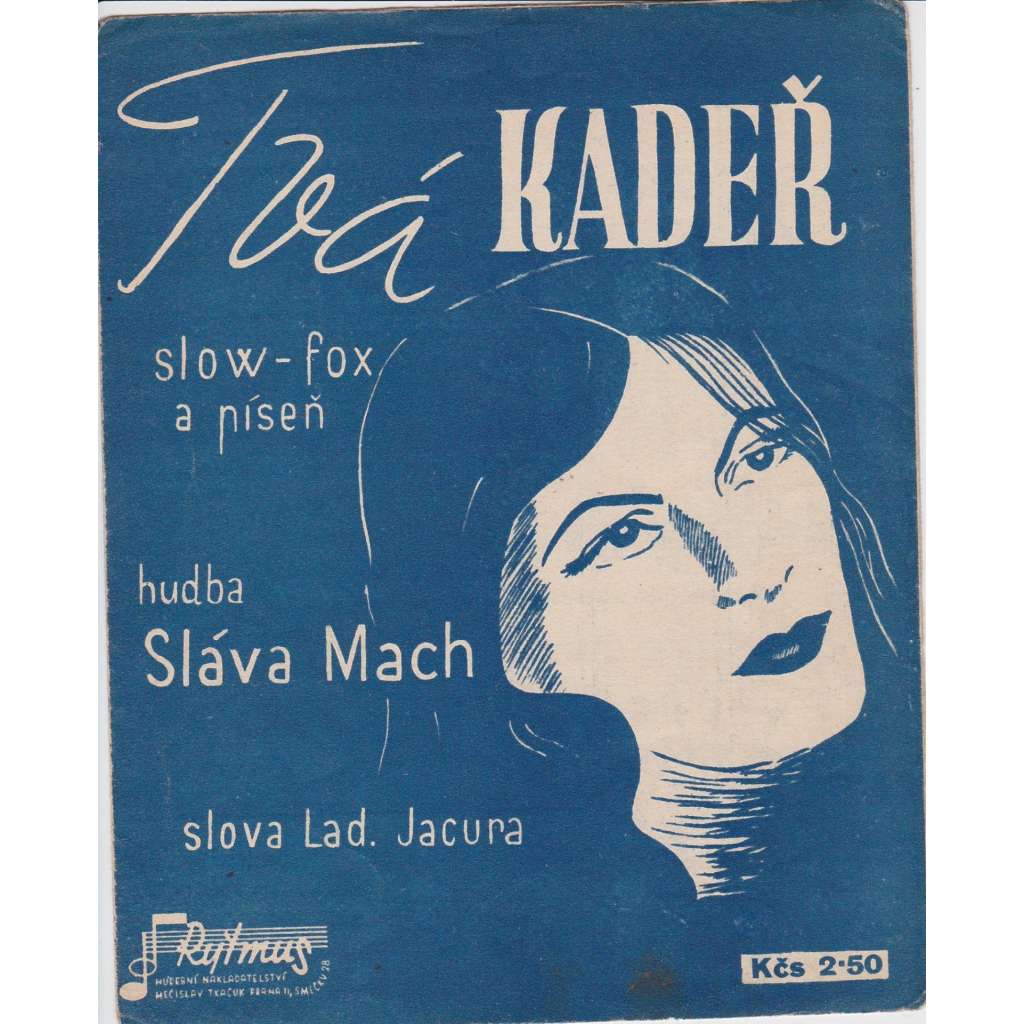 Tvá KADEŘ
slow-fox
a píseň
hudba
Sláva Mach
slova Lad. Jacura
Rytmus
HUDEBNÍ NAKLADATELSTVÍ
MEČISLAV TKAČUK PRAHA II, SMEČKY 28
Kčs 2·50